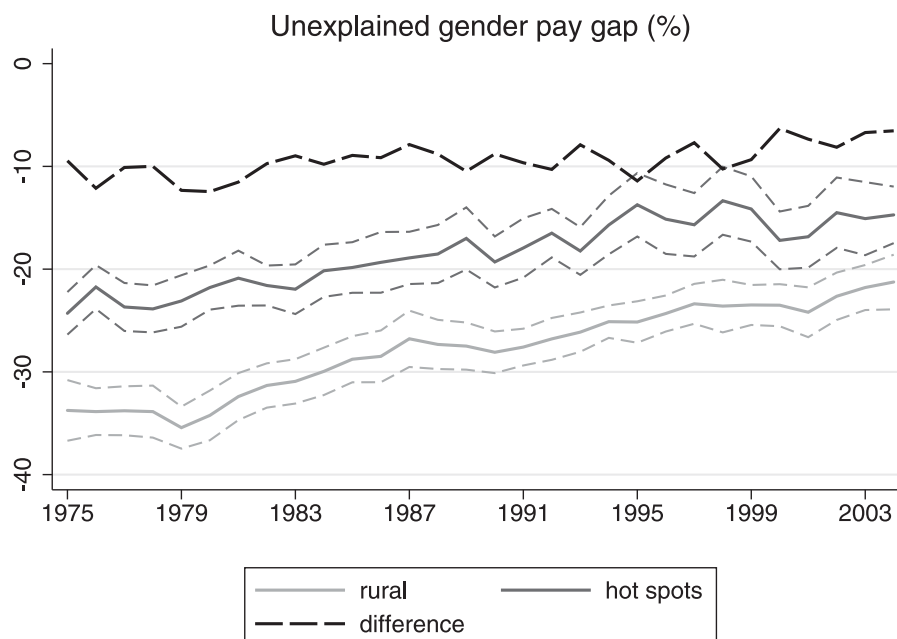 Unexplained gender pay gap (%)
0
-10
-20
-30
-40
1975 1979 1983 1987 1991 1995 1999 2003
rural hot spots
difference